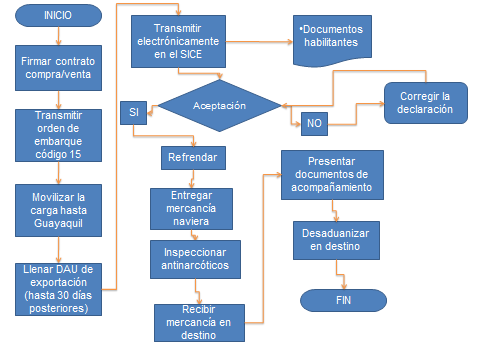 INICIO
Firmar contrato
compra/venta
Transmitir
orden de
embarque
código 15
Movilizar la
carga hasta
Guayaquil
Llenar DAU de
exportación
(hasta 30 días
posteriores)
Transmitir
electrónicamente
en el SICE
•Documentos
habilitantes
Aceptación
SI
NO
Corregir la
declaración
Refrendar
Entregar
mercancía
naviera
Inspeccionar
antinarcóticos
Recibir
mercancía en
destino
Presentar
documentos de
acompañamiento
Desaduanizar
en destino
FIN